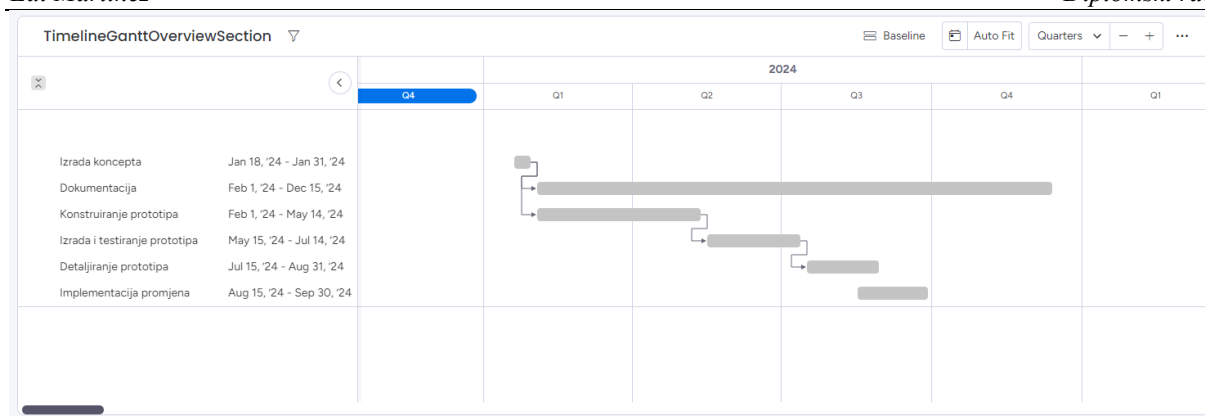 TimelineGanttOverviewSection Baseline Auto Fit Quarters
2024
Q4 Q1 Q2 Q3 Q4 Q1
Izrada koncepta Jan 18, '24 - Jan 31, '24
Dokumentacija Feb 1, '24 - Dec 15, '24
Konstruiranje prototipa Feb 1, '24 - May 14, '24
Izrada i testiranje prototipa May 15, '24 - Jul 14, '24
Detaljiranje prototipa Jul 15, '24 - Aug 31, '24
Implementacija promjena Aug 15, '24 - Sep 30, '24